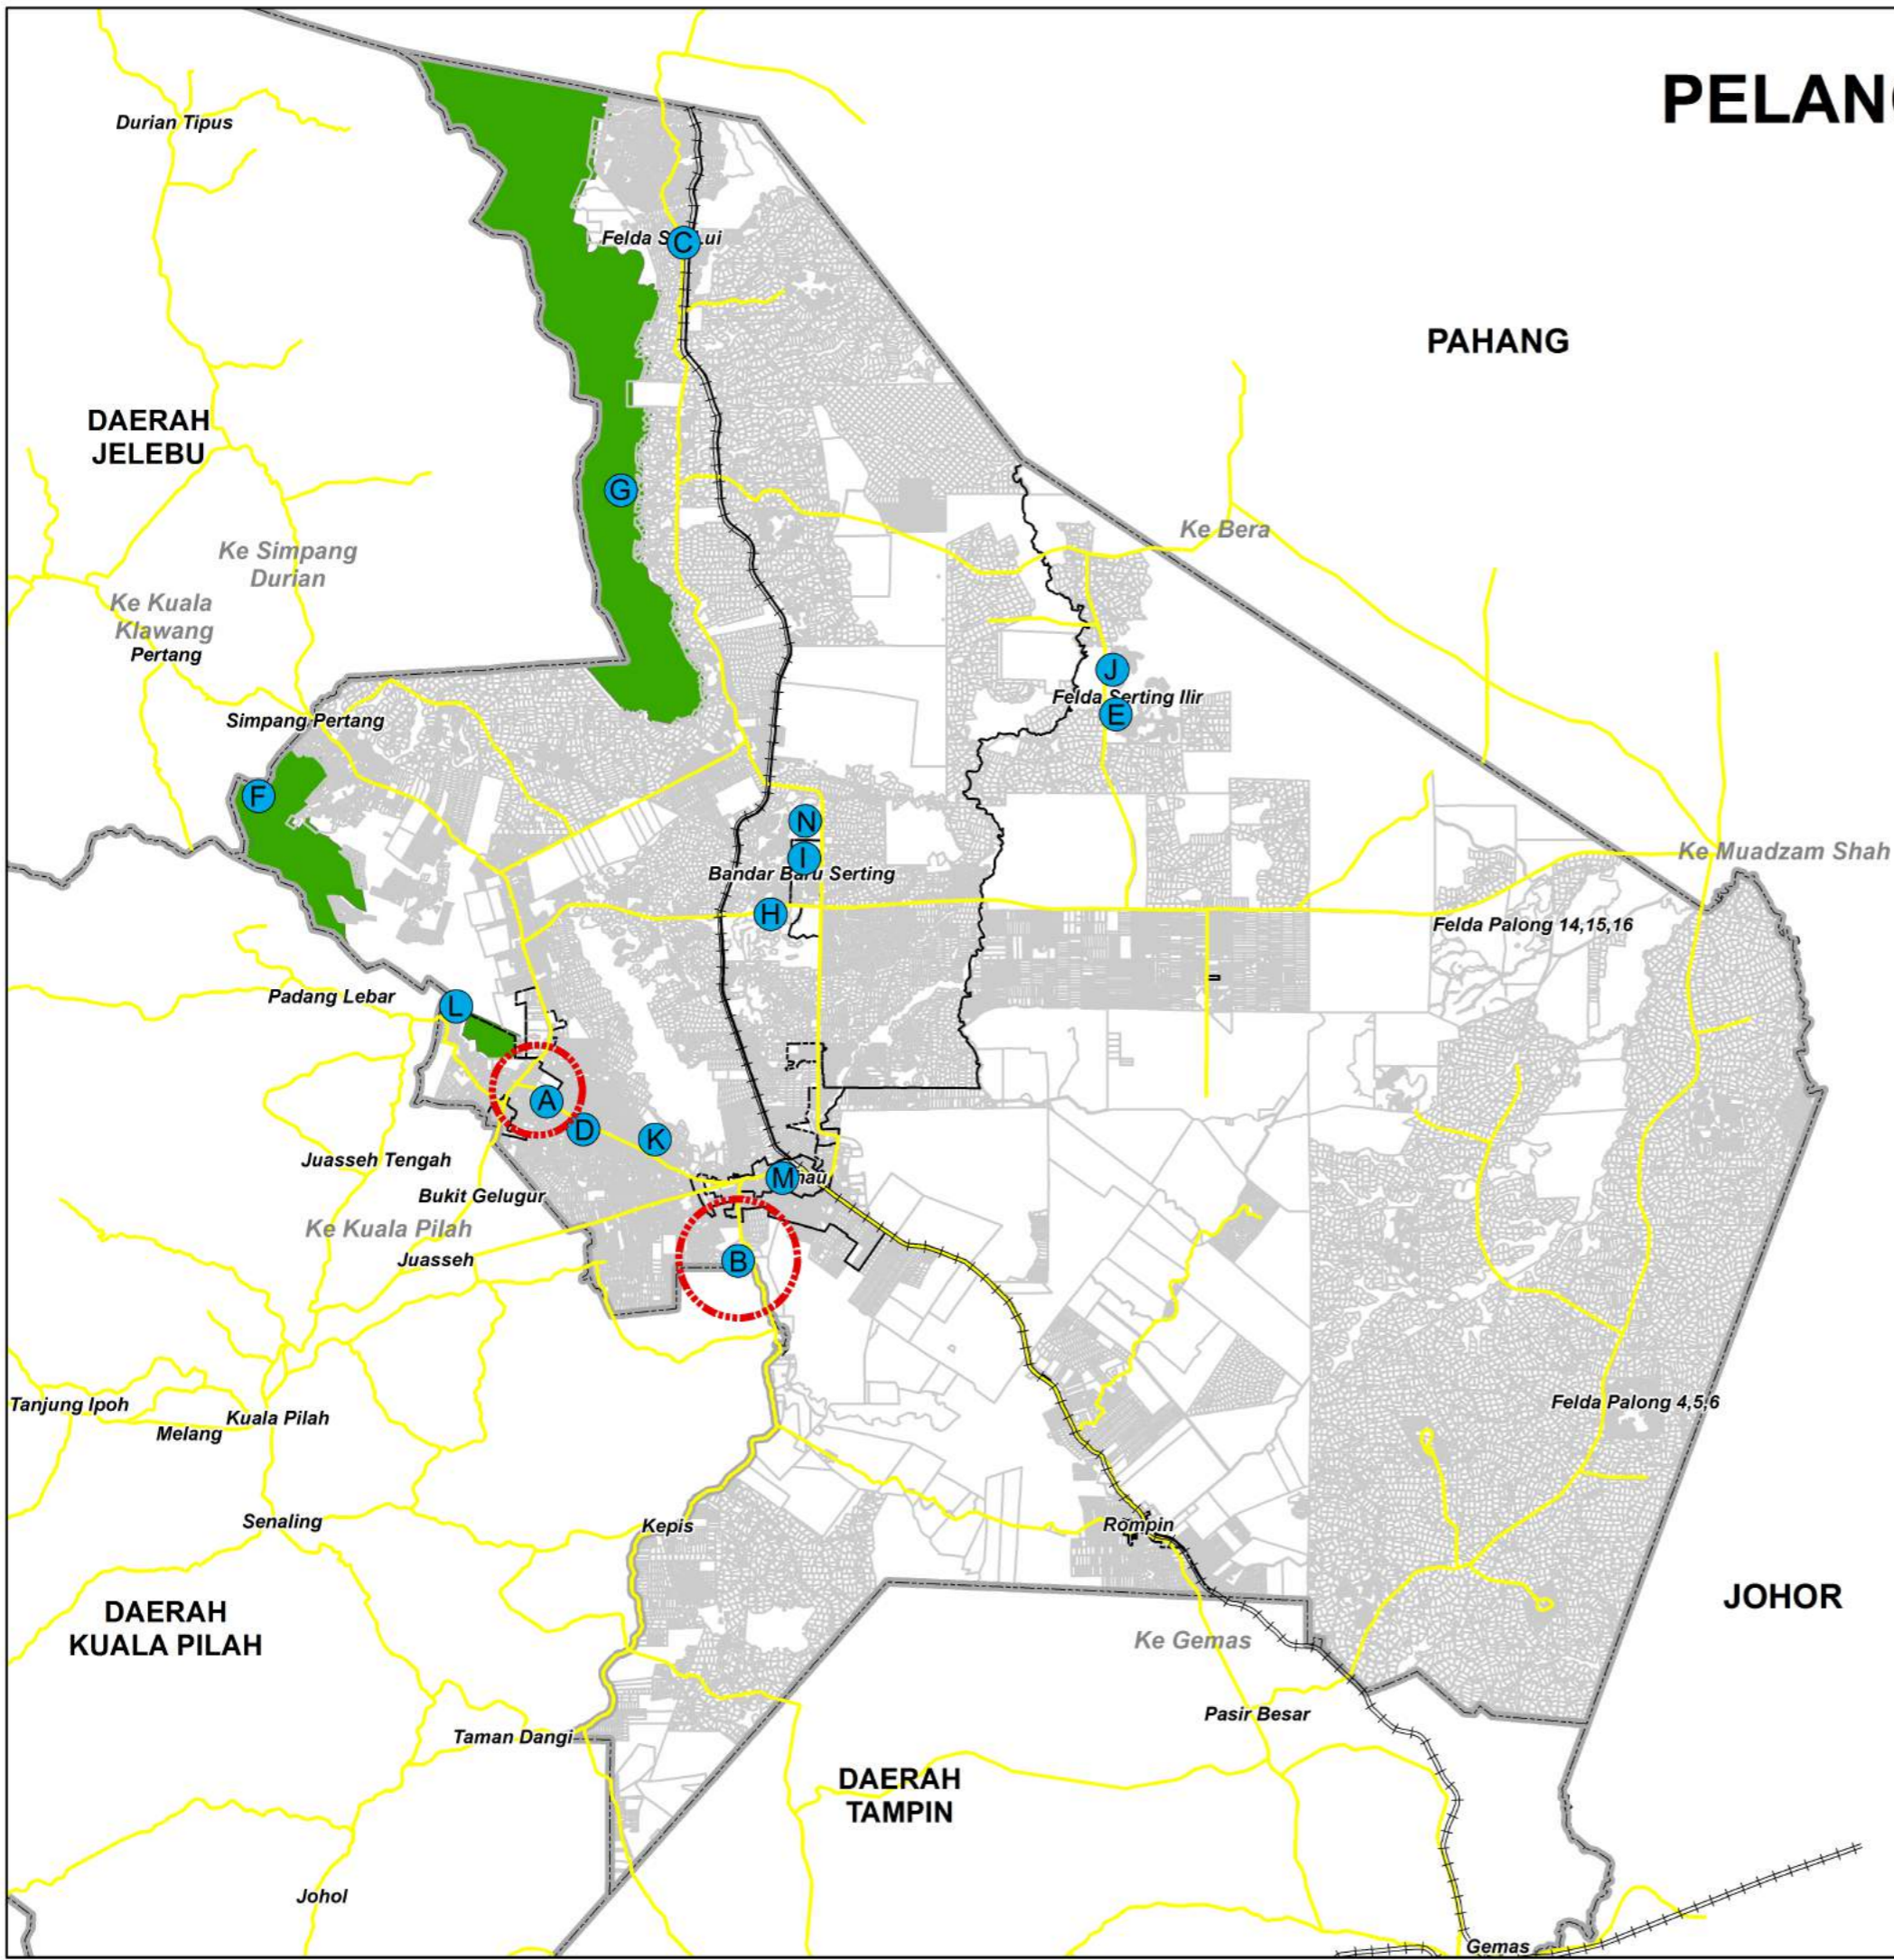 PELANG
Durian Tipus
Felda S
C
ui
PAHANG
DAERAH
JELEBU
G
Ke Bera
Ke Simpang
Durian
Ke Kuala
Klawang
Pertang
J
Felda Serting Ilir
E
Simpang Pertang
F
N
I
Bandar Baru Serting
H
Ke Muadzam Shah
Felda Palong 14,15,16
Padang Lebar
L
A
D
K
Juasseh Tengah
M
Bukit Gelugur
Ke Kuala Pilah
Juasseh
B
Tanjung Ipoh
Kuala Pilah
Melang
Felda Palong 4,5,6
Senaling
Kepis
Rompin
DAERAH
KUALA PILAH
JOHOR
Ke Gemas
Pasir Besar
Taman Dangi
DAERAH
TAMPIN
Johol
Gemas